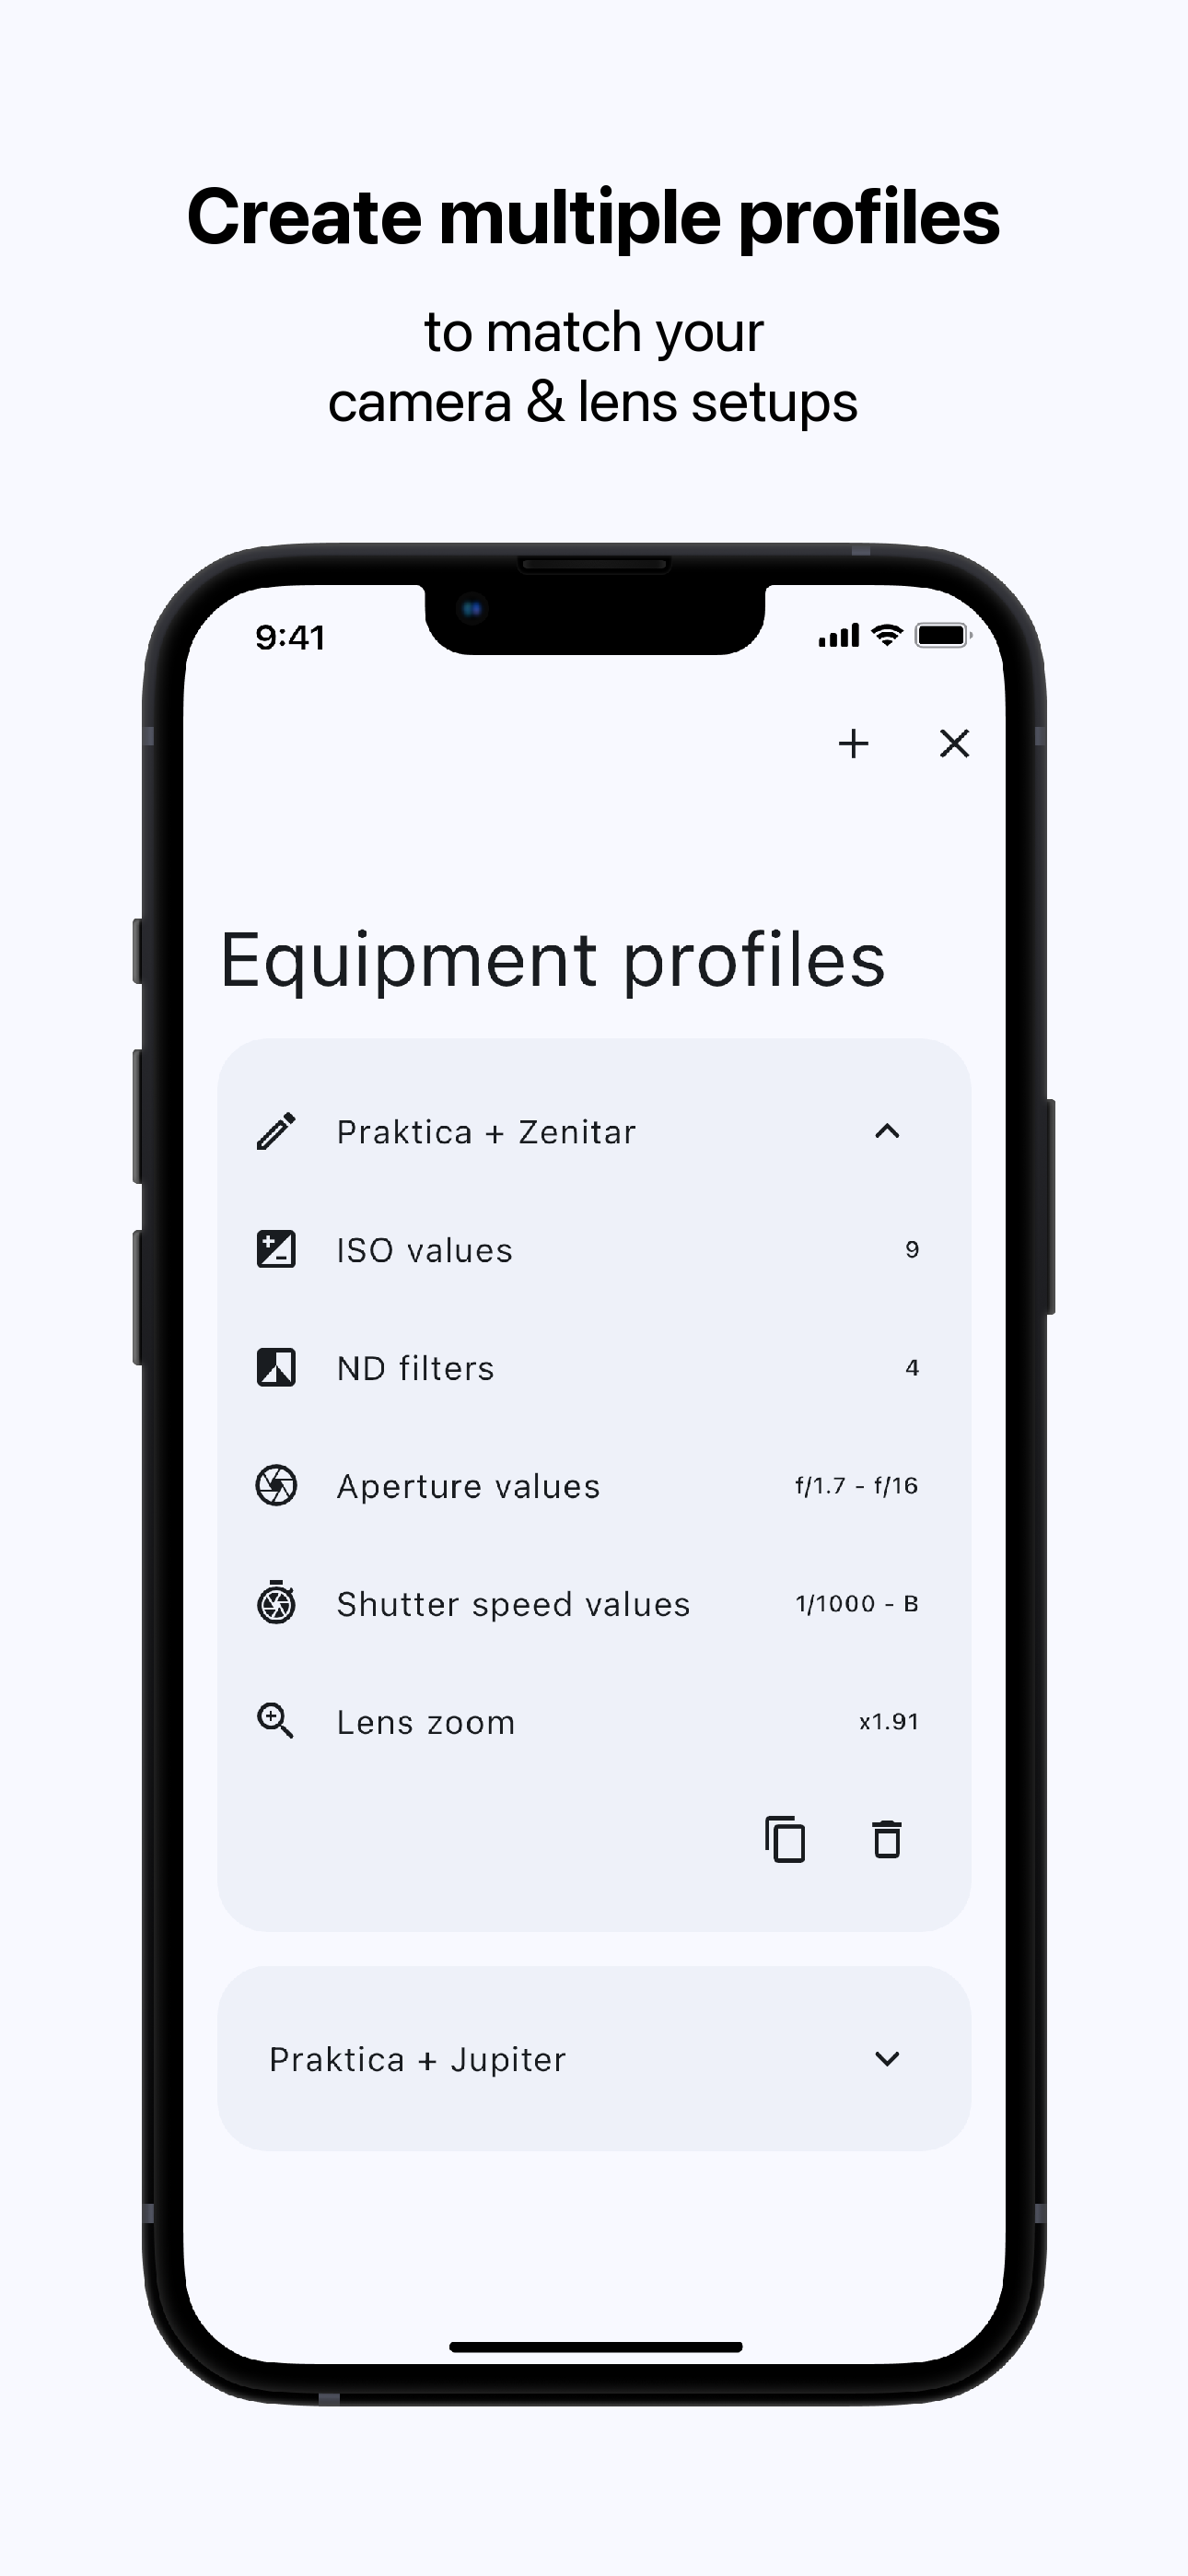 Create multiple profiles
to match your
camera & lens setups
9:41
Equipment profiles
Praktica + Zenitar
ISO values 9
ND filters 4
Aperture values f/1.7 - f/16
Shutter speed values 1/1000 - B
Lens zoom x1.91
Praktica + Jupiter